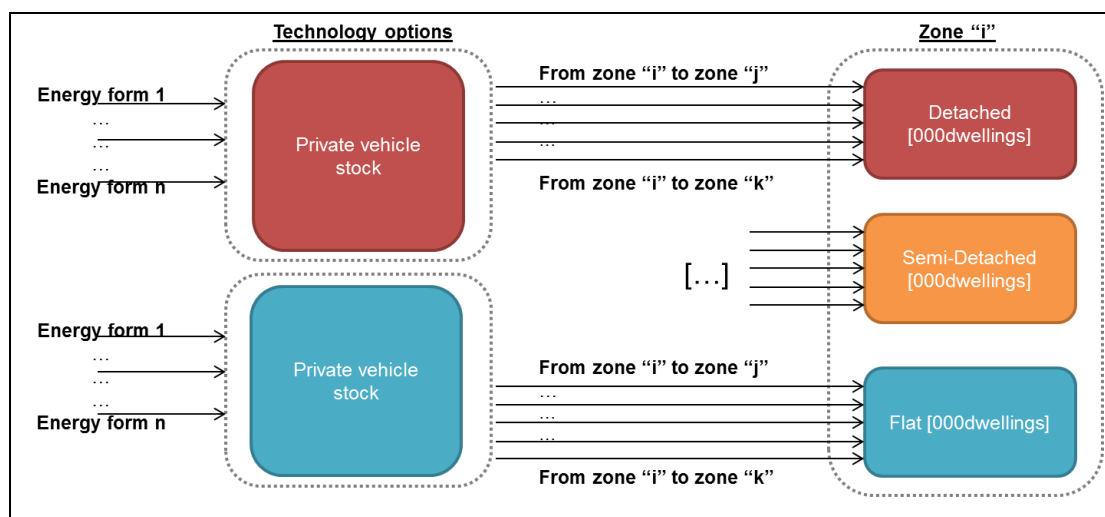 Technology options
Zone “i”
Energy form 1
...
...
...
Energy form n
Private vehicle
stock
From zone “i” to zone “j”
...
...
...
From zone “i” to zone “k”
Detached
[000dwellings]
[...]
Semi-Detached
[000dwellings]
Energy form 1
...
...
...
Energy form n
Private vehicle
stock
From zone “i” to zone “j”
...
...
...
From zone “i” to zone “k”
Flat [000dwellings]